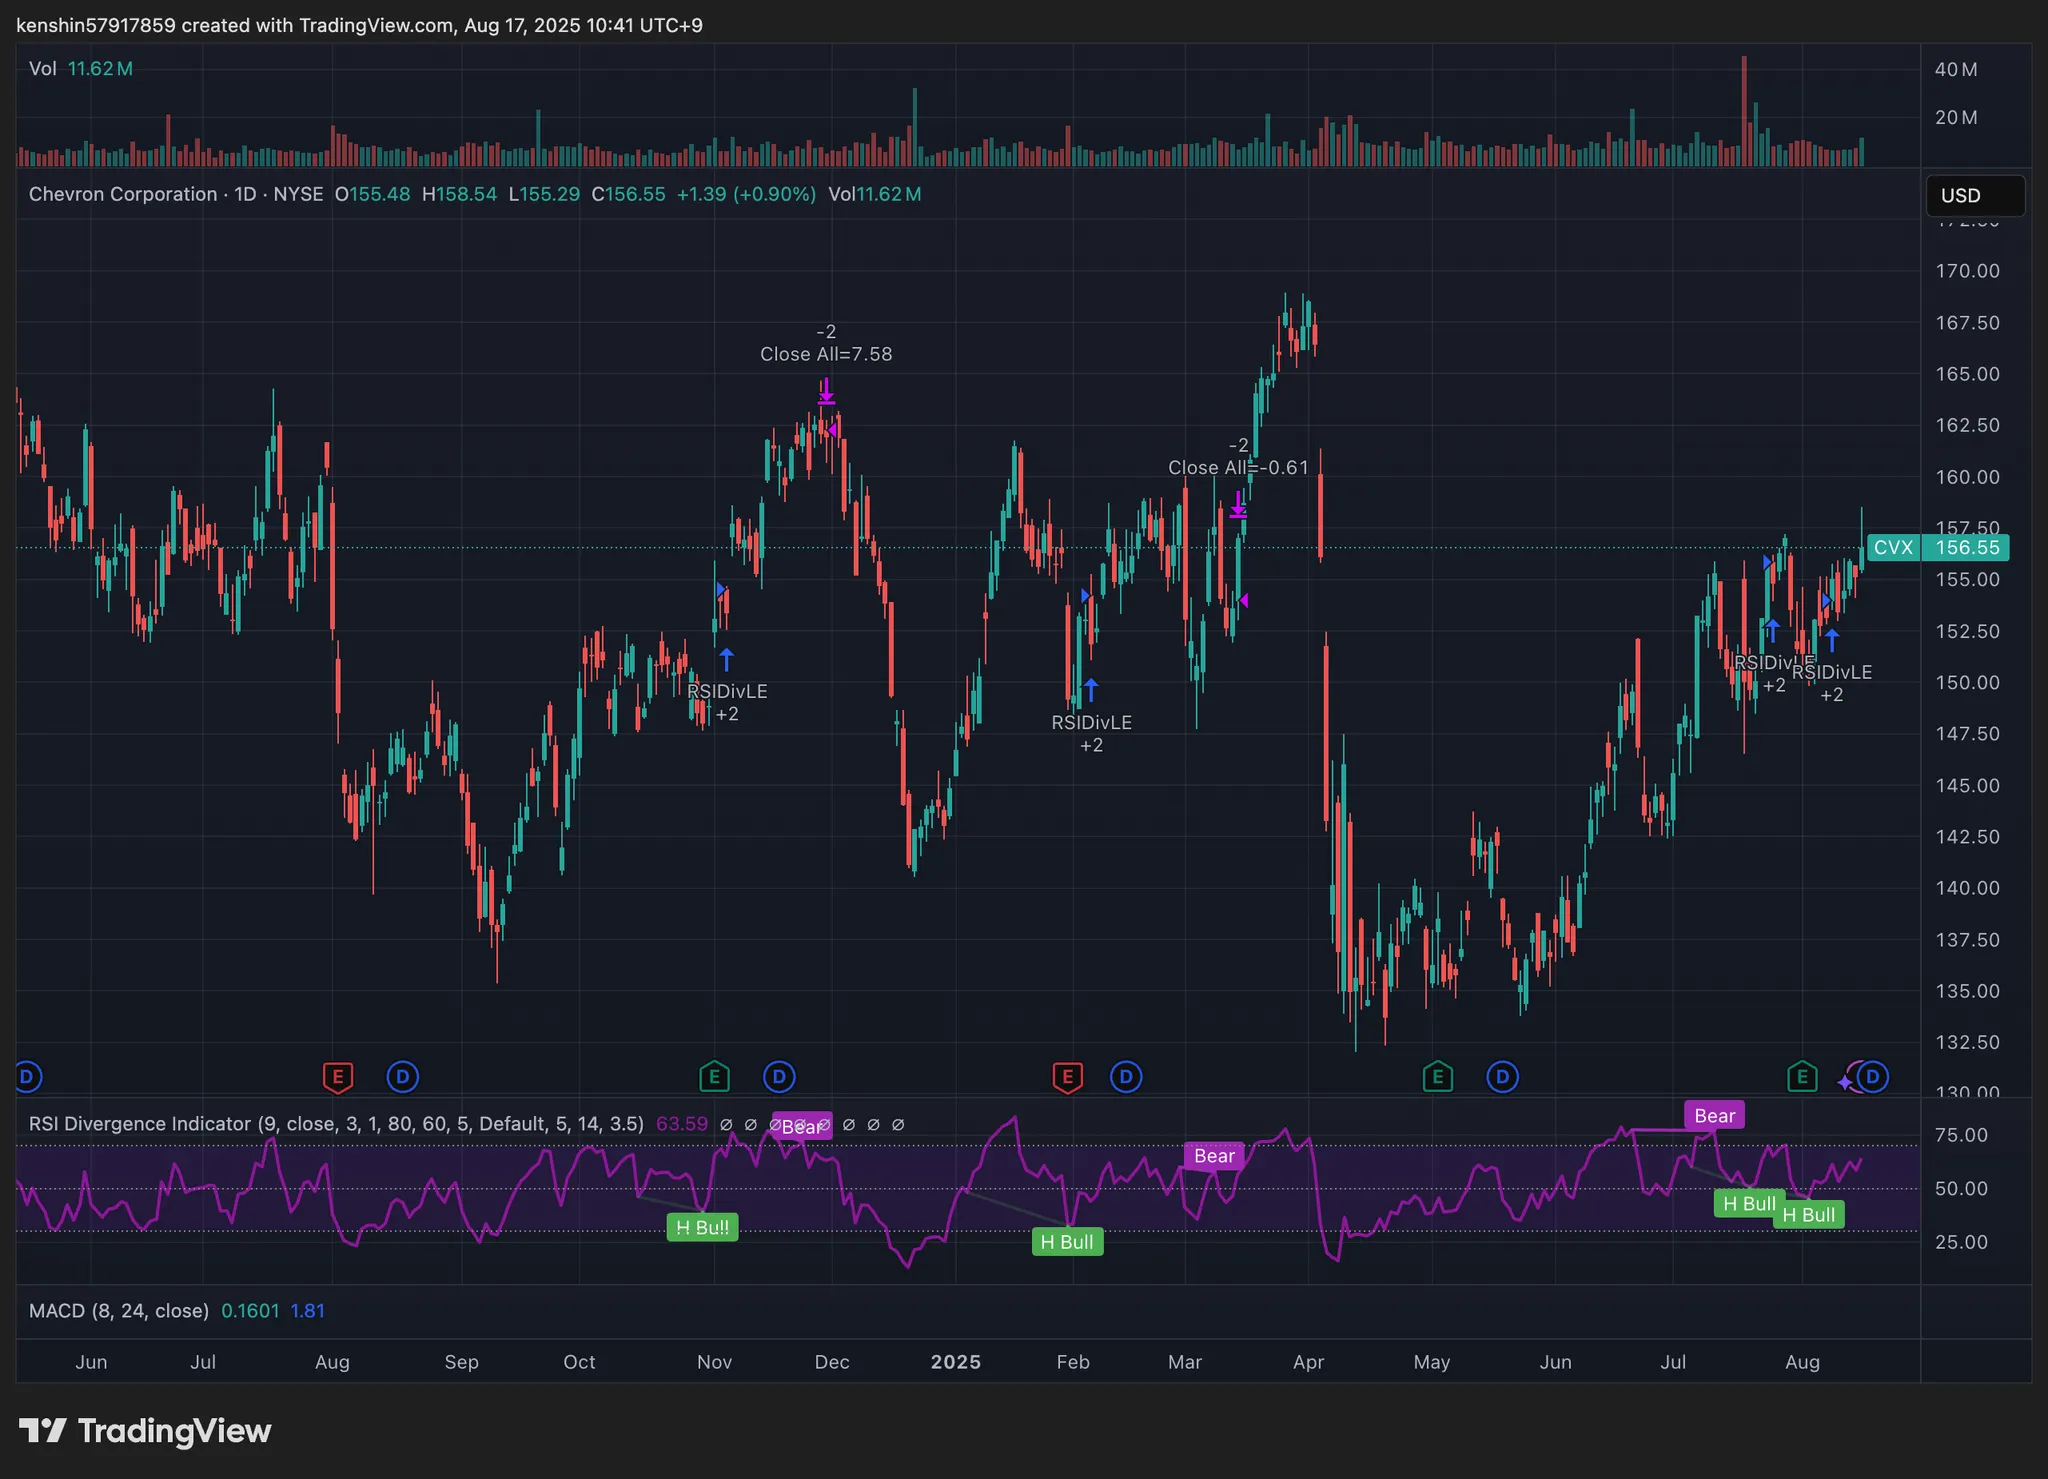 kenshin57917859 created with TradingView.com, Aug 17, 2025 10:41 UTC+9
Vol 11.62 M
40 M
20 M
Chevron Corporation · 1D · NYSE O155.48 H158.54 L155.29 C156.55 +1.39 (+0.90%) Vol11.62 M
USD
170.00
167.50
165.00
162.50
160.00
157.50
CVX 156.55
155.00
152.50
150.00
147.50
145.00
142.50
140.00
137.50
135.00
132.50
130.00
-2
Close All=7.58
-2
Close All=-0.61
RSIDivLE
+2
RSIDivLE
+2
RSIDivLE
+2
RSIDivLE
+2
D E D E D E D E D E D
RSI Divergence Indicator (9, close, 3, 1, 80, 60, 5, Default, 5, 14, 3.5) 63.59 ∅ ∅ ∅ ∅ ∅ ∅ ∅ ∅
Bear
Bear
Bear
H Bull
H Bull
H Bull
H Bull
75.00
50.00
25.00
MACD (8, 24, close) 0.1601 1.81
Jun Jul Aug Sep Oct Nov Dec 2025 Feb Mar Apr May Jun Jul Aug
TradingView